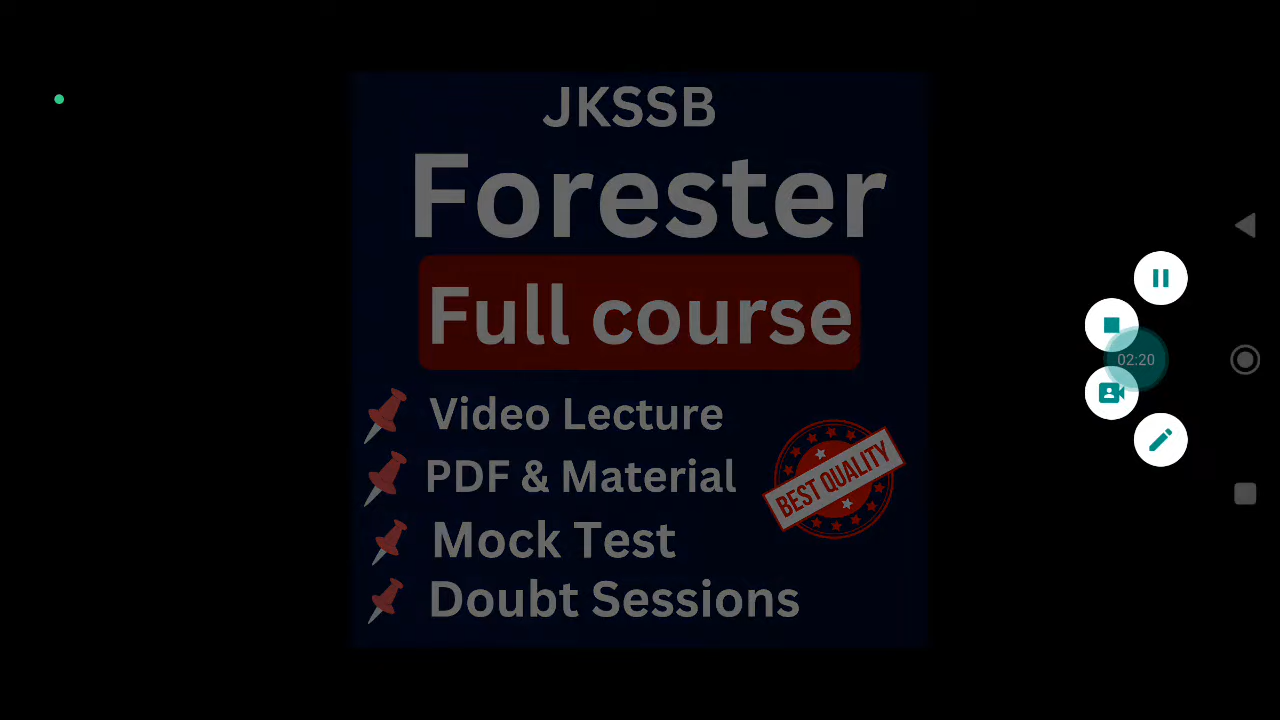 JKSSB
Forester
Full course
Video Lecture
PDF & Material
Mock Test
Doubt Sessions
BEST QUALITY
02:20